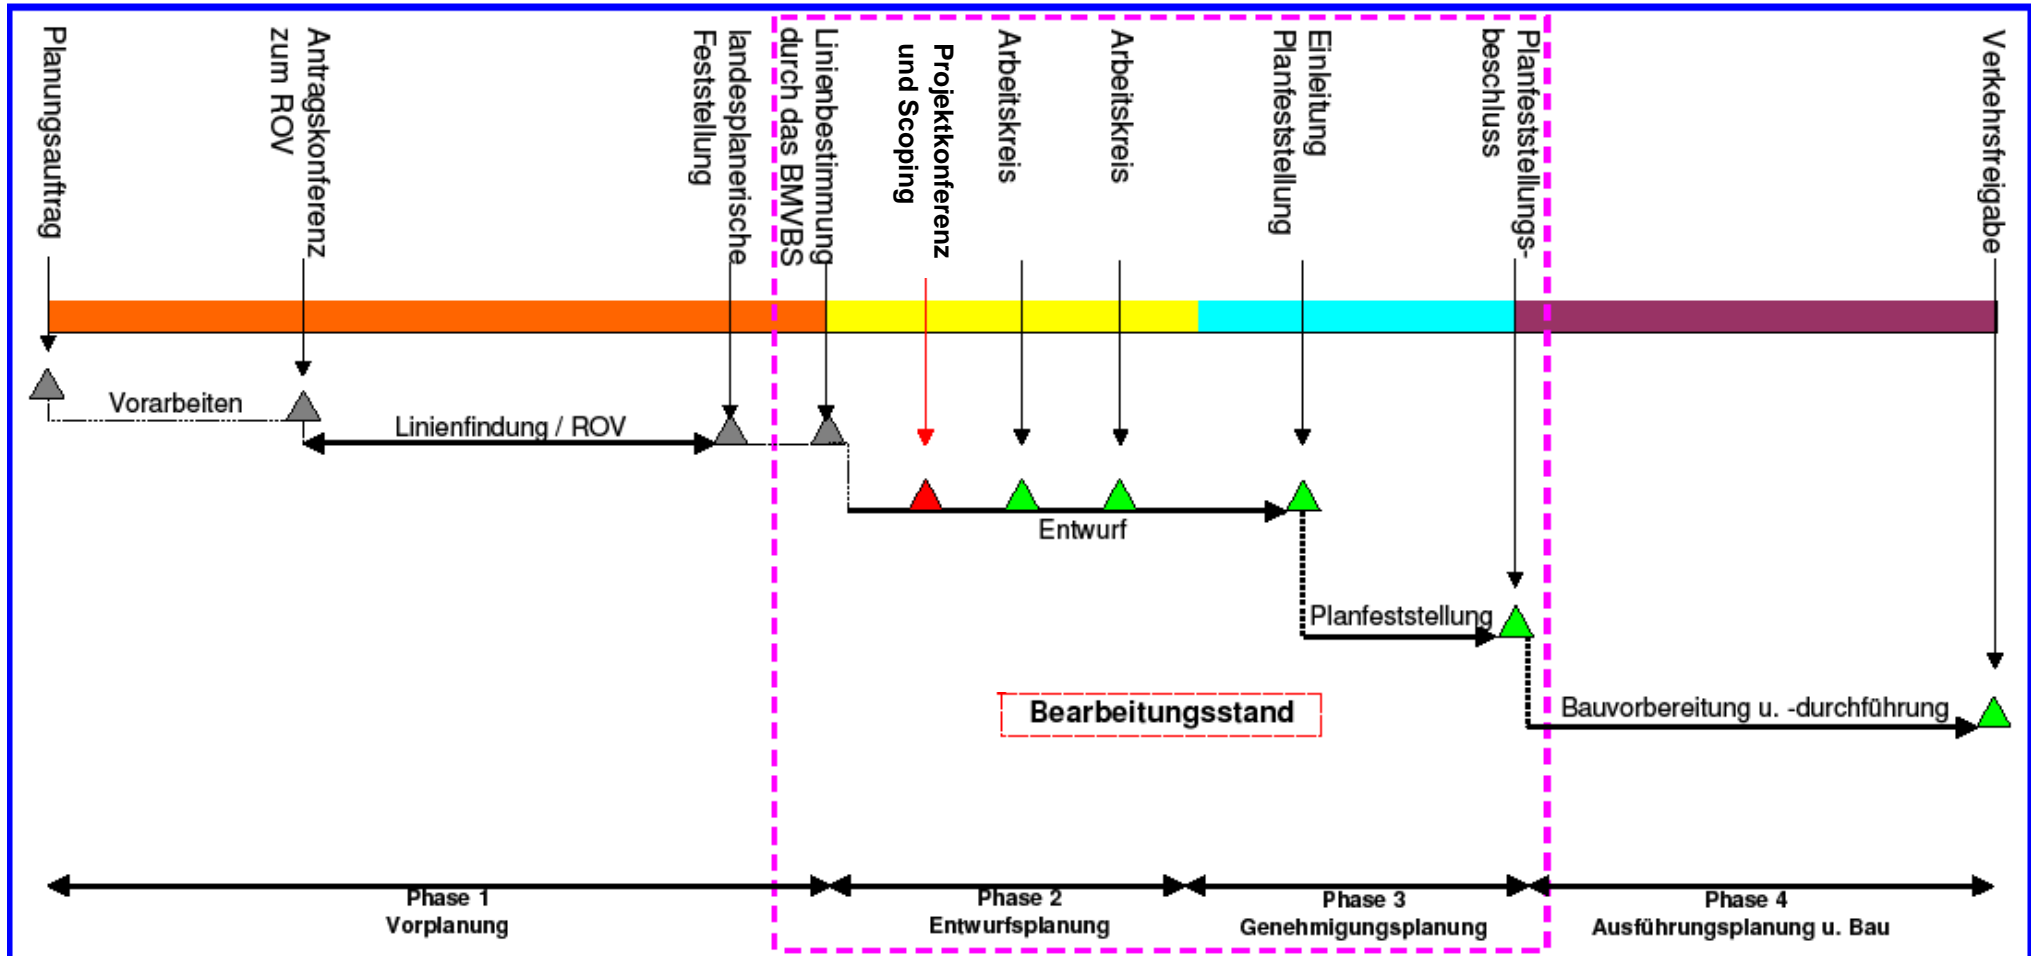 Planungsauftrag
Antragskonferenz
zum ROV
landesplanerische
Feststellung
Linienbestimmung
durch das BMVBS
Projektkonferenz
und Scoping
Arbeitskreis
Arbeitskreis
Einleitung
Planfeststellung
Planfeststellungs-
beschluss
Verkehrsfreigabe
Vorarbeiten
Linienfindung / ROV
Entwurf
Planfeststellung
Bearbeitungsstand
Bauvorbereitung u. -durchführung
Phase 1
Vorplanung
Phase 2
Entwurfsplanung
Phase 3
Genehmigungsplanung
Phase 4
Ausführungsplanung u. Bau